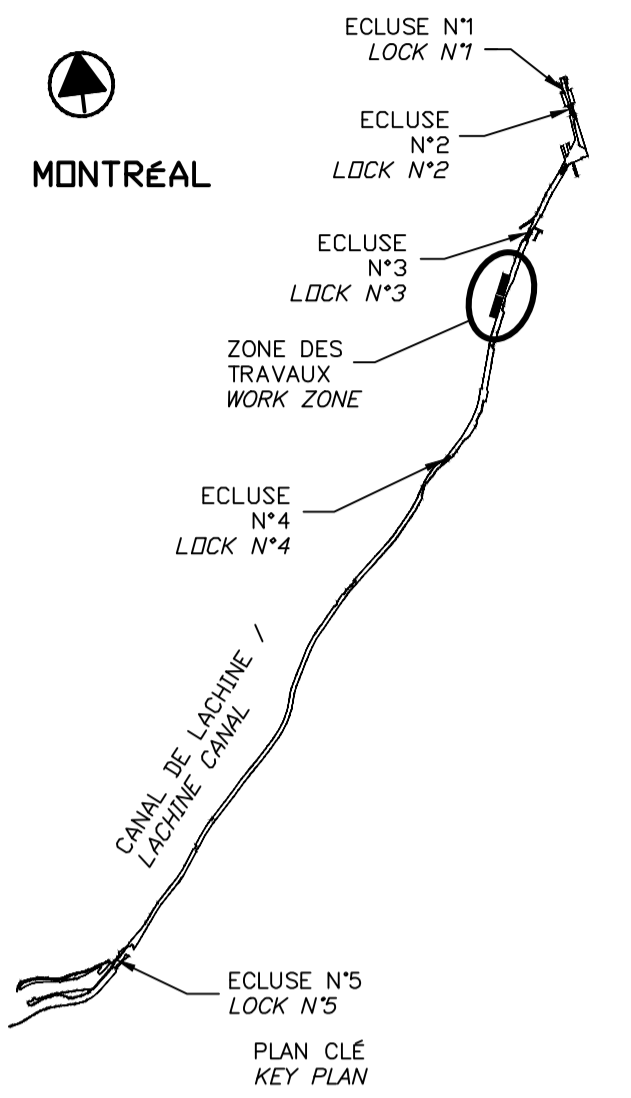 ECLUSE N°1
LOCK N°1
ECLUSE
N°2
LOCK N°2
MONTRÉAL
ECLUSE
N°3
LOCK N°3
ZONE DES
TRAVAUX
WORK ZONE
ECLUSE
N°4
LOCK N°4
CANAL DE LACHINE /
LACHINE CANAL
ECLUSE N°5
LOCK N°5
PLAN CLÉ
KEY PLAN